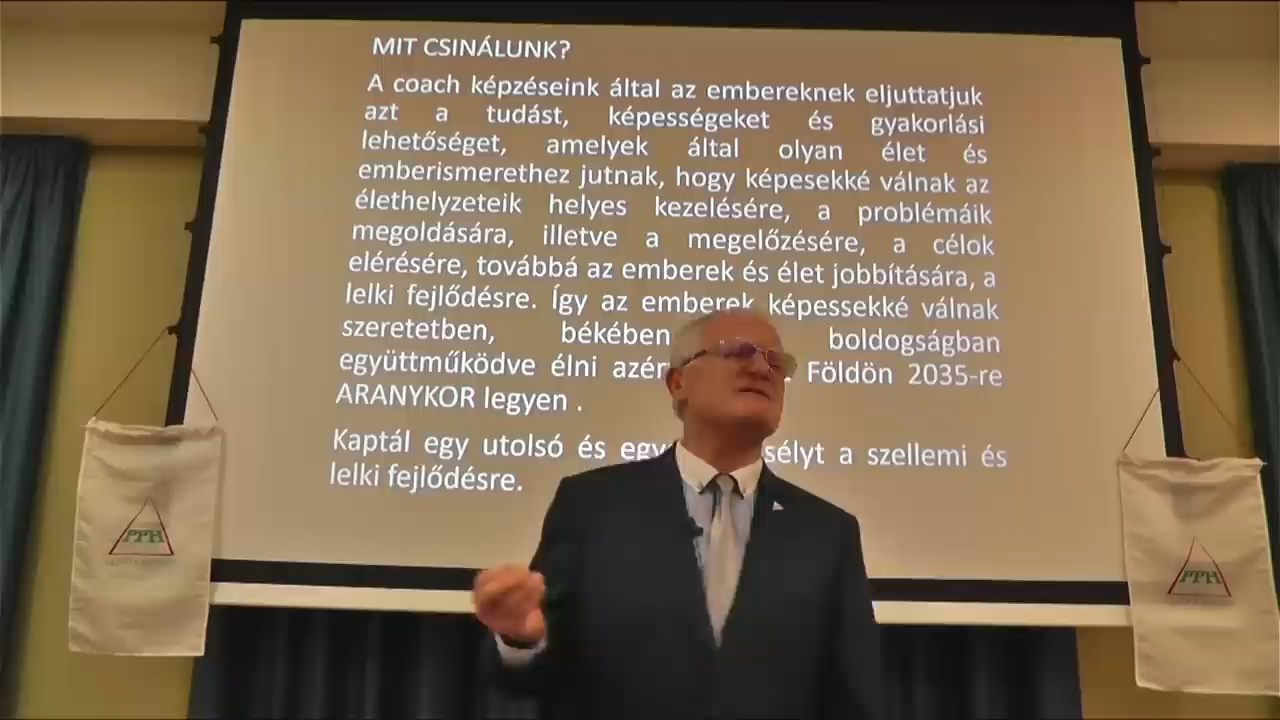 MIT CSINÁLUNK?
A coach képzéseink által az embereknek eljuttatjuk
azt a tudást, képességeket és gyakorlási
lehetőséget, amelyek által olyan élet és
emberismerethez jutnak, hogy képesekké válnak az
élethelyzeteik helyes kezelésére, a problémáik
megoldására, illetve a megelőzésére, a célok
elérésére, továbbá az emberek és élet jobbítására, a
lelki fejlődésre. Így az emberek képessekké válnak
szeretetben, békében boldogságban
együttműködve élni Földön 2035-re
ARANYKOR legyen .
Kaptál egy utolsó és a szellemi és
lelki fejlődésre.
PPH
PPH